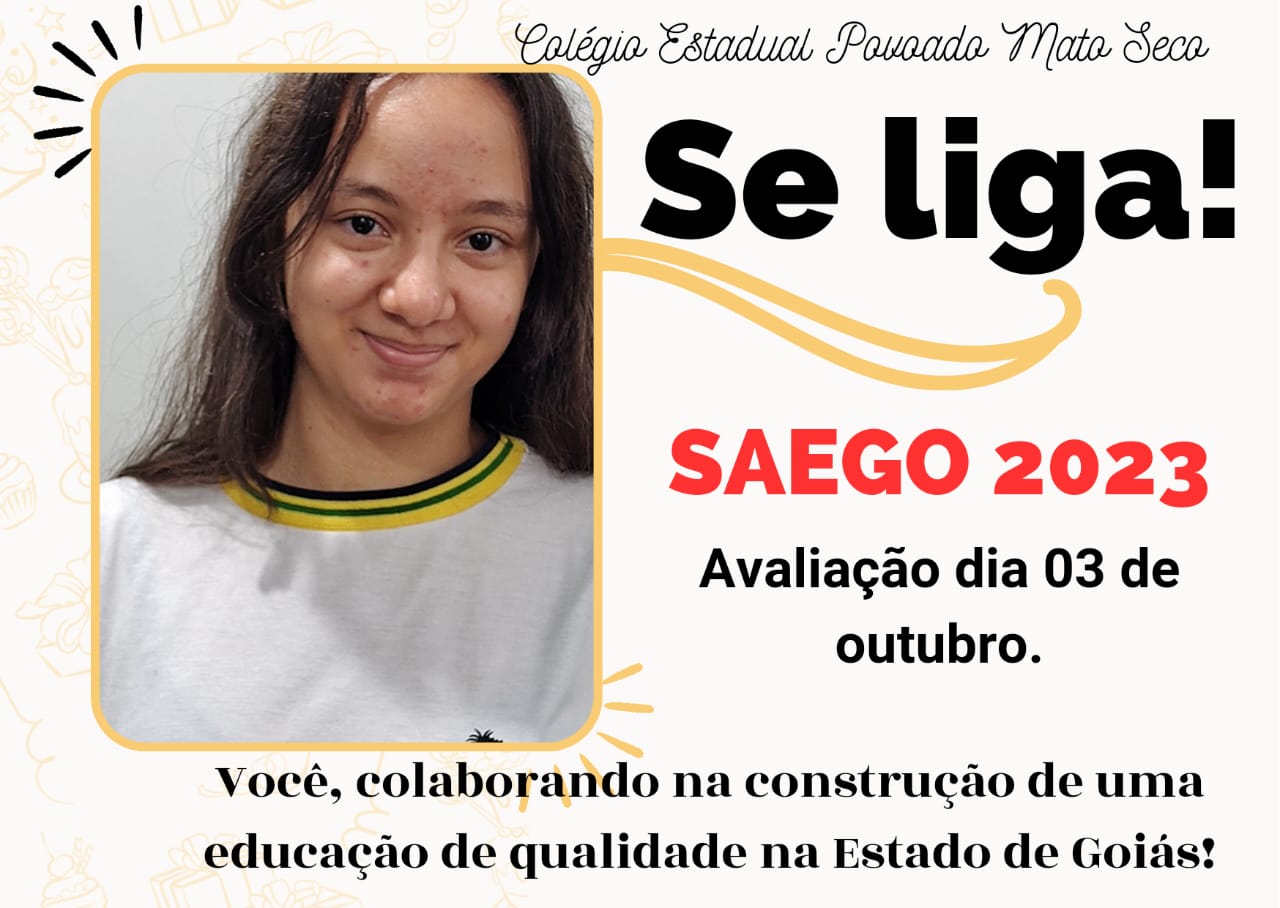 Colégio Estadual Povoado Mato Seco
Se liga!
SAEGO 2023
Avaliação dia 03 de
outubro.
Você, colaborando na construção de uma
educação de qualidade na Estado de Goiás!